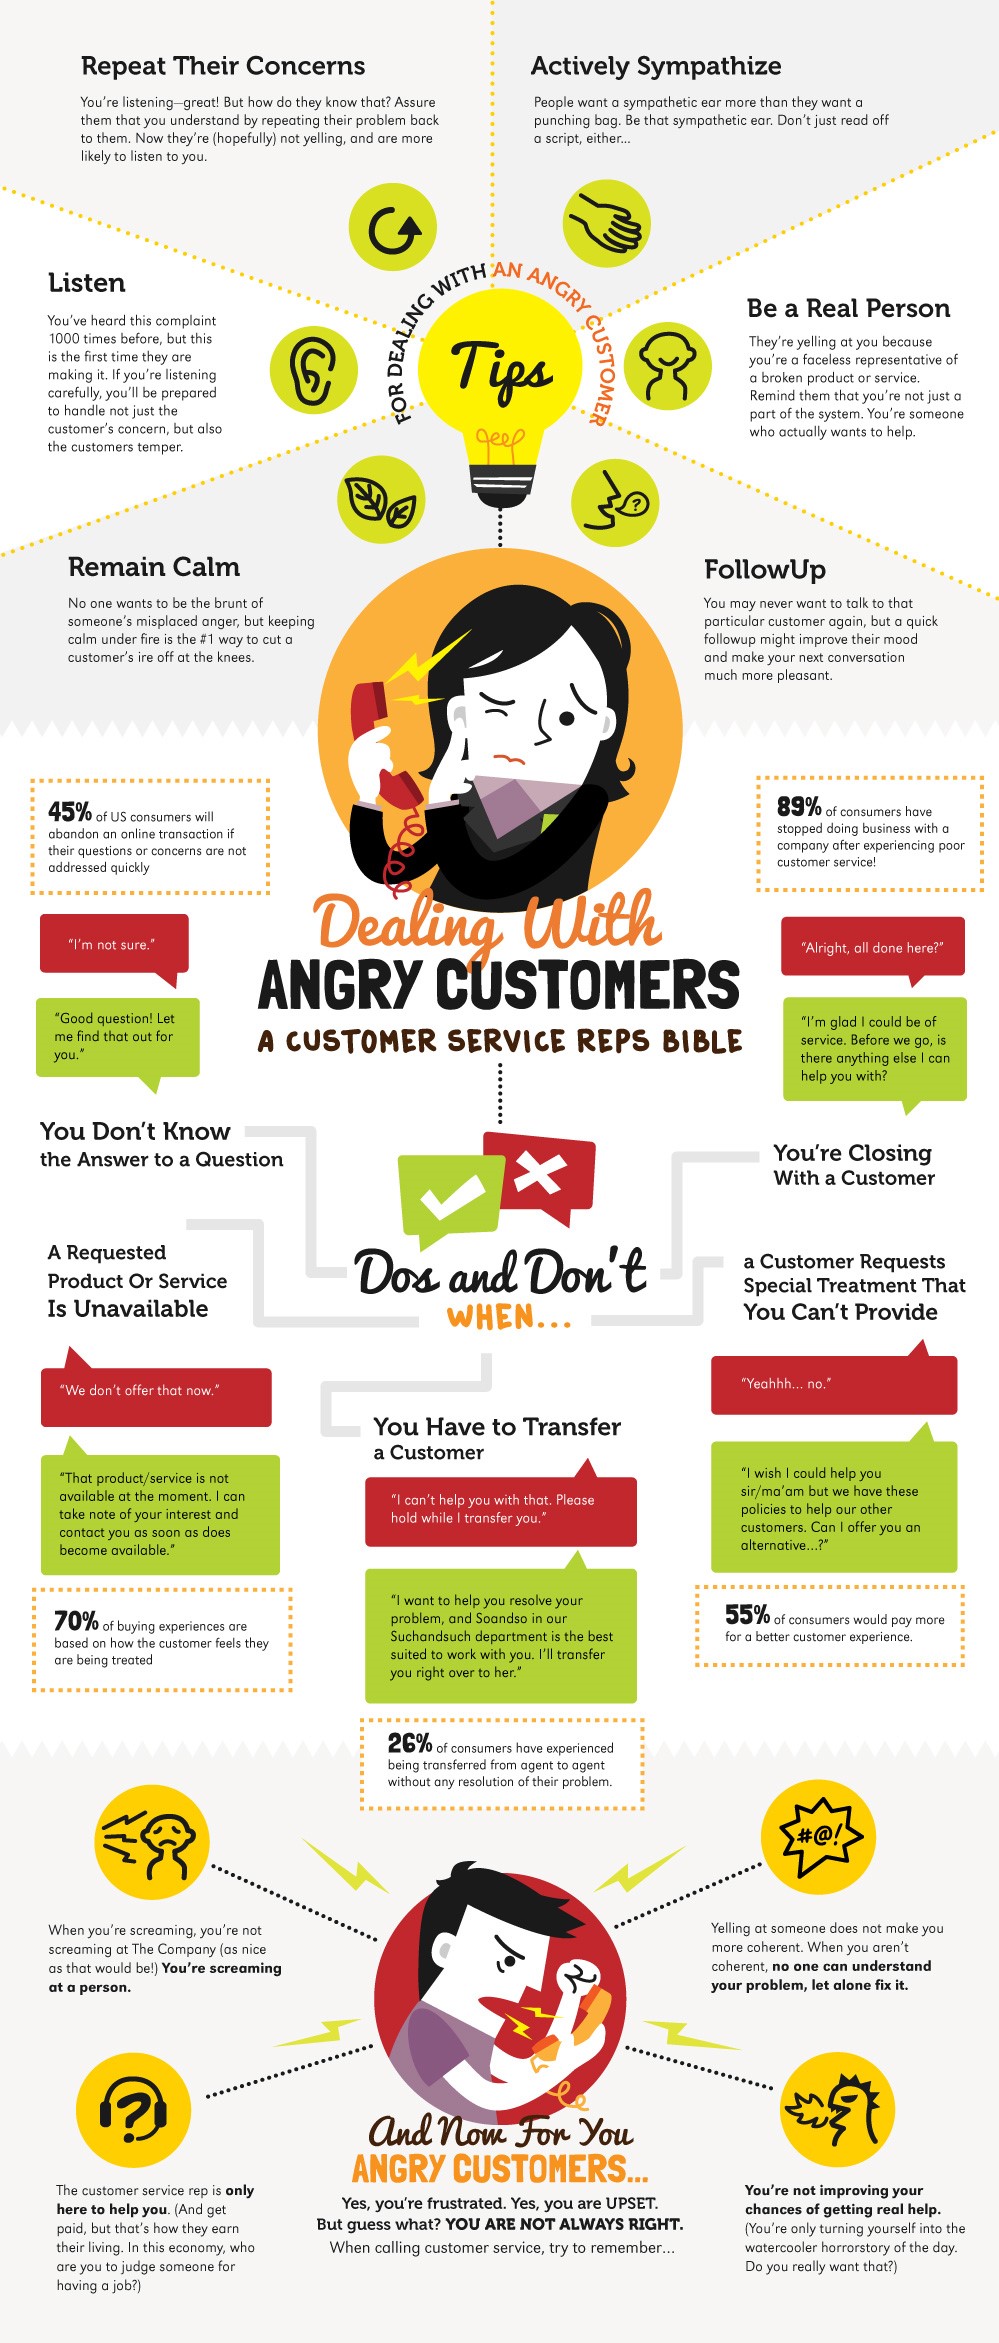 Repeat Their Concerns
You're listening—great! But how do they know that? Assure
them that you understand by repeating their problem back
to them. Now they're (hopefully) not yelling, and are more
likely to listen to you.
Actively Sympathize
People want a sympathetic ear more than they want a
punching bag. Be that sympathetic ear. Don't just read off
a script, either...
Listen
You've heard this complaint
1000 times before, but this
is the first time they are
making it. If you're listening
carefully, you'll be prepared
to handle not just the
customer's concern, but also
the customers temper.
Tips
FOR DEALING WITH AN ANGRY CUSTOMER
Be a Real Person
They're yelling at you because
you're a faceless representative of
a broken product or service.
Remind them that you're not just a
part of the system. You're someone
who actually wants to help.
?
Remain Calm
No one wants to be the brunt of
someone's misplaced anger, but keeping
calm under fire is the #1 way to cut a
customer's ire off at the knees.
FollowUp
You may never want to talk to that
particular customer again, but a quick
followup might improve their mood
and make your next conversation
much more pleasant.
45% of US consumers will
abandon an online transaction if
their questions or concerns are not
addressed quickly
89% of consumers have
stopped doing business with a
company after experiencing poor
customer service!
Dealing With
ANGRY CUSTOMERS
A CUSTOMER SERVICE REPS BIBLE
"I'm not sure."
"Good question! Let
me find that out for
you."
You Don't Know
the Answer to a Question
"Alright, all done here?"
"I'm glad I could be of
service. Before we go, is
there anything else I can
help you with?
You're Closing
With a Customer
Dos and Don't
WHEN...
A Requested
Product Or Service
Is Unavailable
"We don't offer that now."
"That product/service is not
available at the moment. I can
take note of your interest and
contact you as soon as does
become available."
70% of buying experiences are
based on how the customer feels they
are being treated
You Have to Transfer
a Customer
"I can't help you with that. Please
hold while I transfer you."
"I want to help you resolve your
problem, and Soandso in our
Suchandsuch department is the best
suited to work with you. I'll transfer
you right over to her."
26% of consumers have experienced
being transferred from agent to agent
without any resolution of their problem.
a Customer Requests
Special Treatment That
You Can't Provide
"Yeahhh... no."
"I wish I could help you
sir/ma'am but we have these
policies to help our other
customers. Can I offer you an
alternative...?"
55% of consumers would pay more
for a better customer experience.
When you're screaming, you're not
screaming at The Company (as nice
as that would be!) You're screaming
at a person.
#@!
Yelling at someone does not make you
more coherent. When you aren't
coherent, no one can understand
your problem, let alone fix it.
?
The customer service rep is only
here to help you. (And get
paid, but that's how they earn
their living. In this economy, who
are you to judge someone for
having a job?)
And Now For You
ANGRY CUSTOMERS...
Yes, you're frustrated. Yes, you are UPSET.
But guess what? YOU ARE NOT ALWAYS RIGHT.
When calling customer service, try to remember...
You're not improving your
chances of getting real help.
(You're only turning yourself into the
watercooler horrorstory of the day.
Do you really want that?)